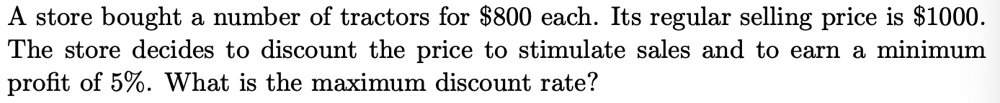 A store bought a number of tractors for $800 each. Its regular selling price is $1000.
The store decides to discount the price to stimulate sales and to earn a minimum
profit of 5%. What is the maximum discount rate?